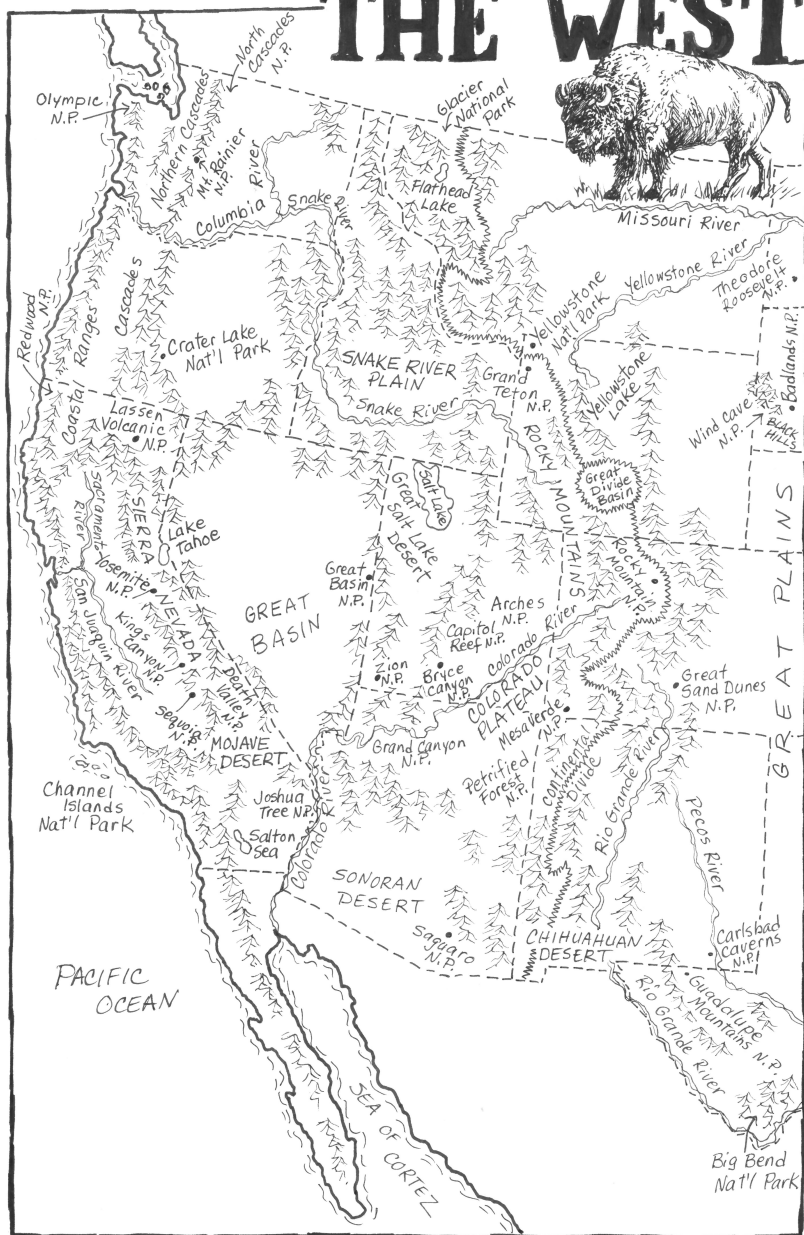 THE WEST
North
Cascades
N.P.
Olympic
N.P.
Northern Cascades
Mt. Rainier
N.P.
Glacier
National
Park
Flathead
Lake
Columbia
River
Snake River
Missouri River
Yellowstone River
Theodore
Roosevelt
N.P.
Redwood
N.P.
Coastal Ranges
Cascades
Crater Lake
Nat'l Park
SNAKE RIVER
PLAIN
Snake River
Yellowstone
Nat'l Park
Grand
Teton
N.P.
Yellowstone
Lake
Badlands N.P.
Wind Cave
N.P.
BLACK
HILLS
Lassen
Volcanic
N.P.
Sacramento
River
SIERRA
NEVADA
Lake
Tahoe
Salt Lake
Great
Salt Lake
Desert
ROCKY
MOUNTAINS
Great
Divide
Basin
GREAT PLAINS
Yosemite
N.P.
San Juaquin River
Kings
Canyon
N.P.
Sequoia
N.P.
Death
Valley
N.P.
GREAT
BASIN
Great
Basin
N.P.
Arches
N.P.
Capitol
Reef N.P.
Colorado River
Rocky
Mountain
N.P.
Zion
N.P.
Bryce
Canyon
N.P.
COLORADO
PLATEAU
Mesa Verde
N.P.
Great
Sand Dunes
N.P.
MOJAVE
DESERT
Grand Canyon
N.P.
Petrified
Forest
N.P.
Continental
Divide
Rio Grande River
Pecos River
Channel
Islands
Nat'l Park
Joshua
Tree N.P.
Salton
Sea
Colorado River
SONORAN
DESERT
Saguaro
N.P.
CHIHUAHUAN
DESERT
Carlsbad
Caverns
N.P.
Guadalupe
Mountains N.P.
Rio Grande River
PACIFIC
OCEAN
SEA OF
CORTEZ
Big Bend
Nat'l Park